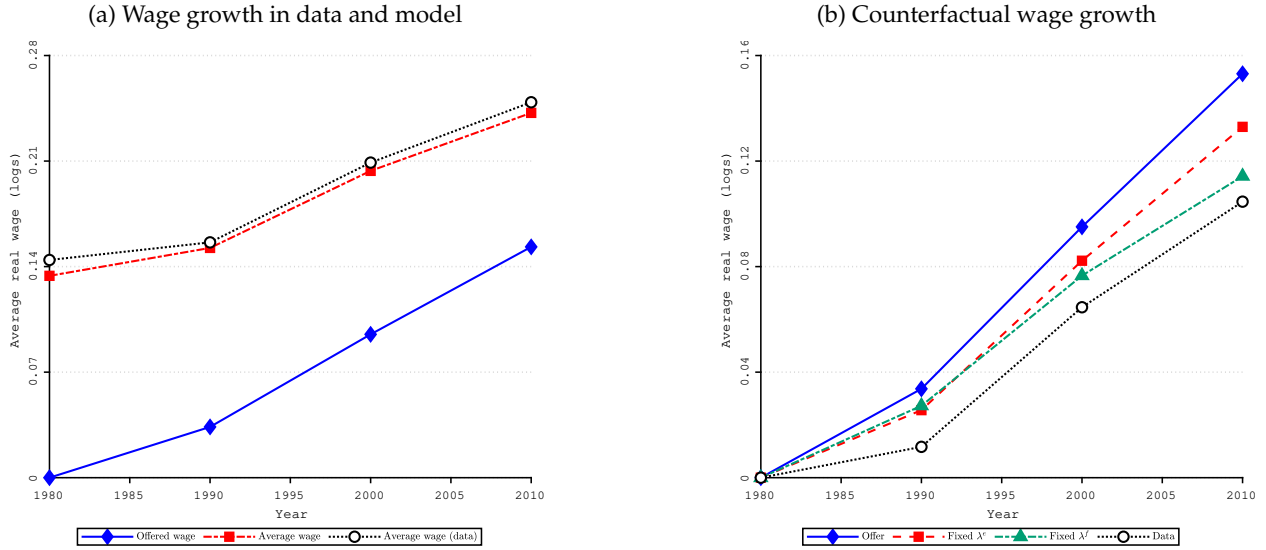 (a) Wage growth in data and model
Average real wage (logs)
0.28
0.21
0.14
0.07
0
1980 1985 1990 1995 2000 2005 2010
Year
Offered wage Average wage Average wage (data)
(b) Counterfactual wage growth
Average real wage (logs)
0.16
0.12
0.08
0.04
0
1980 1985 1990 1995 2000 2005 2010
Year
Offer Fixed λᵉ Fixed λᶠ Data